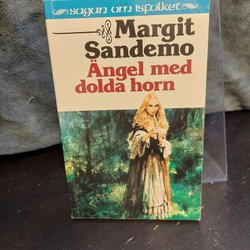 sagan om isfolket
Margit
Sandemo
Ängel med
dolda horn